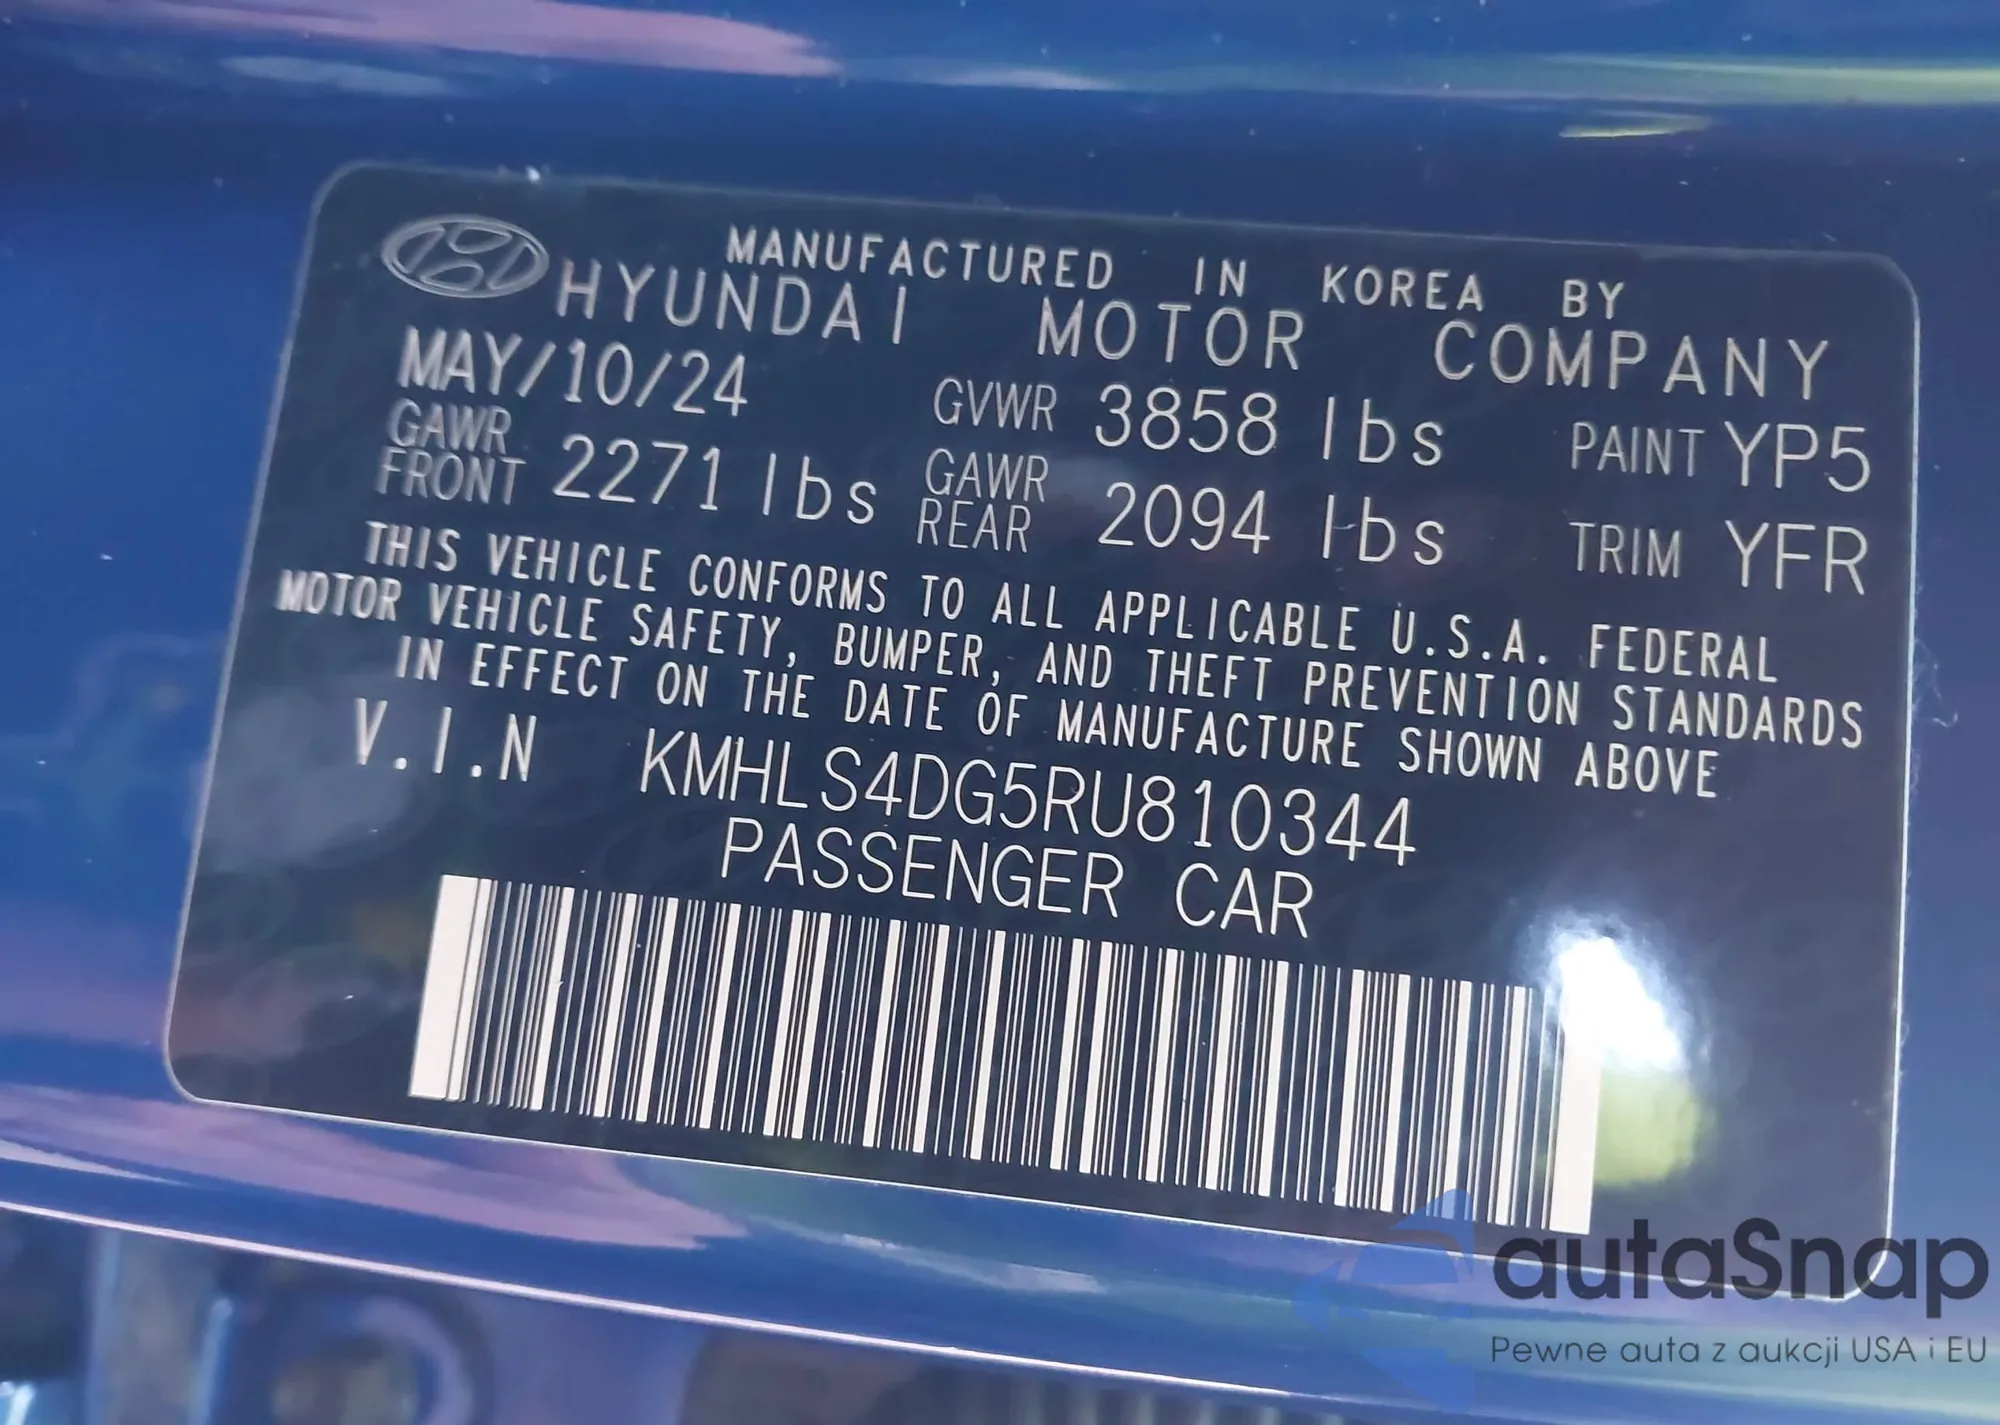 MANUFACTURED IN KOREA BY
HYUNDAI MOTOR COMPANY
MAY/10/24 GVWR 3858 lbs PAINT YP5
GAWR FRONT 2271 lbs GAWR REAR 2094 lbs TRIM YFR
THIS VEHICLE CONFORMS TO ALL APPLICABLE U.S.A. FEDERAL
MOTOR VEHICLE SAFETY, BUMPER, AND THEFT PREVENTION STANDARDS
IN EFFECT ON THE DATE OF MANUFACTURE SHOWN ABOVE
V.I.N KMHLS4DG5RU810344
PASSENGER CAR
autaSnap
Pewne auta z aukcji USA i EU